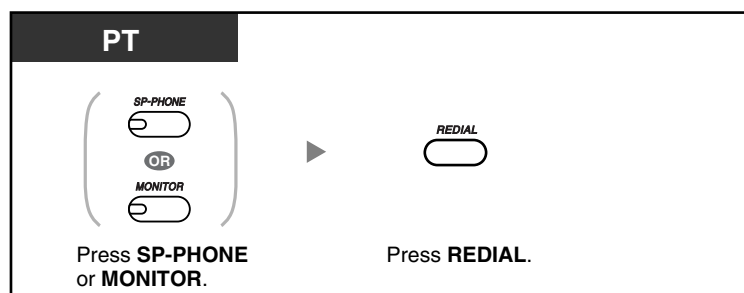 PT
SP-PHONE
OR
MONITOR
REDIAL
Press SP-PHONE
or MONITOR.
Press REDIAL.